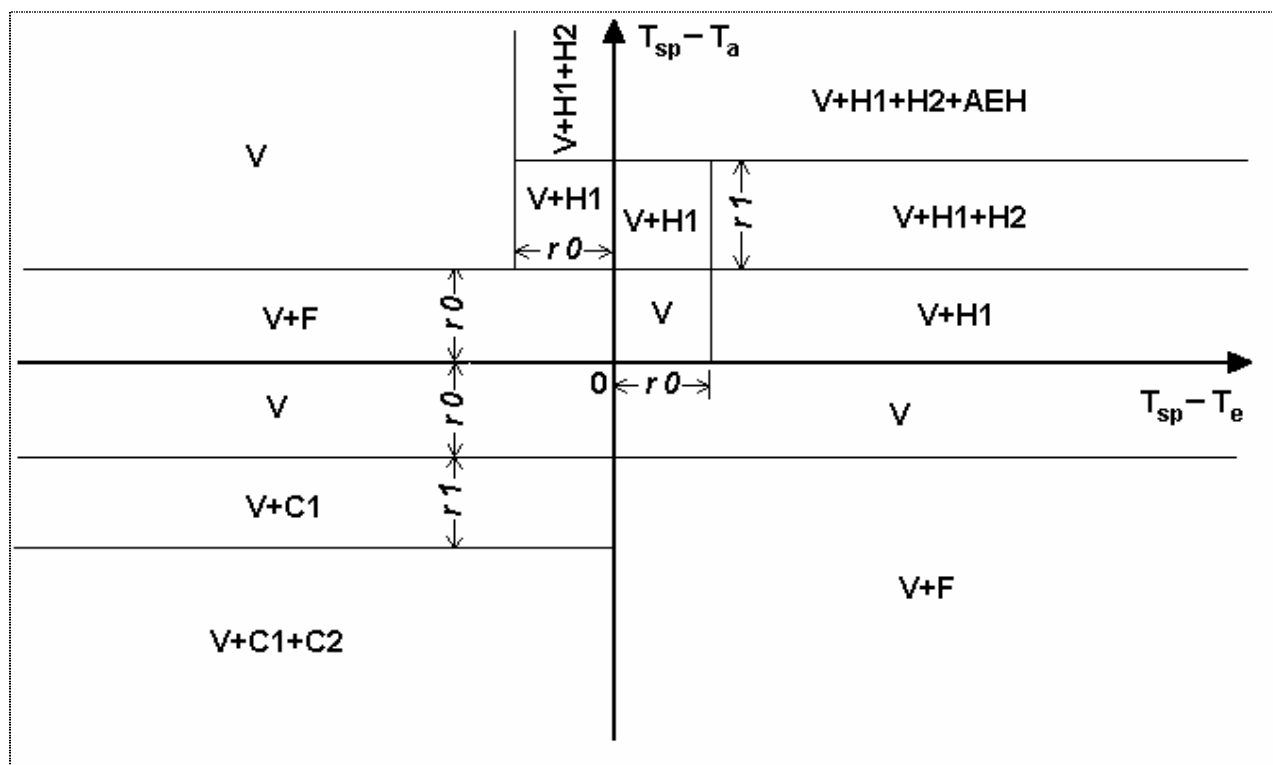 T_sp – T_a
V+H1+H2
V+H1+H2+AEH
V
V+H1
V+H1
r1
V+H1+H2
r0
V+F
r0
V
V+H1
0
r0
T_sp – T_e
V
r0
V
V+C1
r1
V+F
V+C1+C2